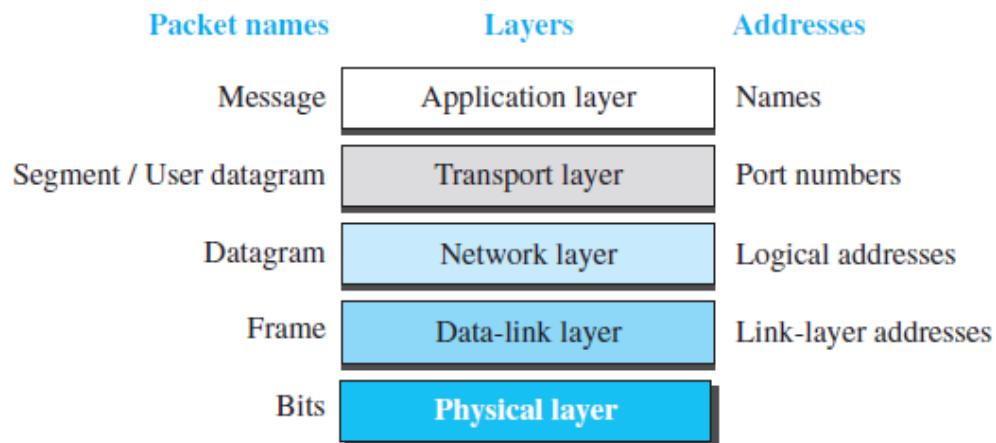 Packet names Layers Addresses
Message Application layer Names
Segment / User datagram Transport layer Port numbers
Datagram Network layer Logical addresses
Frame Data-link layer Link-layer addresses
Bits Physical layer